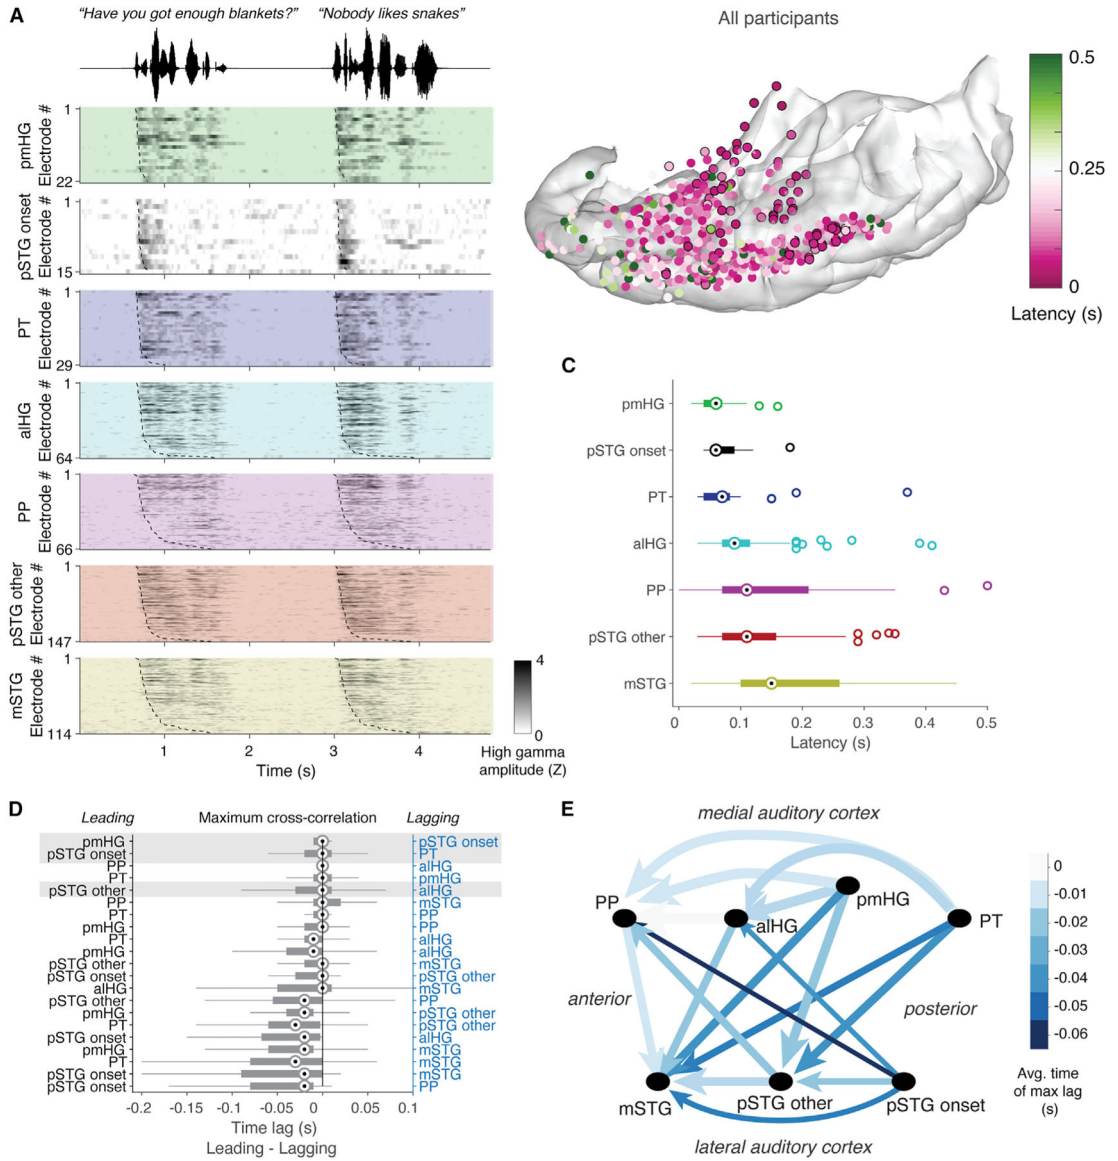 A
“Have you got enough blankets?” “Nobody likes snakes”
pmHG
Electrode #
1
22
pSTG onset
Electrode #
1
15
PT
Electrode #
1
29
alHG
Electrode #
1
64
PP
Electrode #
1
66
pSTG other
Electrode #
1
147
mSTG
Electrode #
1
114
1 2 3 4
Time (s)
4
0
High gamma
amplitude (Z)
All participants
0.5
0.25
0
Latency (s)
C
pmHG
pSTG onset
PT
alHG
PP
pSTG other
mSTG
0 0.1 0.2 0.3 0.4 0.5
Latency (s)
D
Leading Maximum cross-correlation Lagging
pmHG pSTG onset
pSTG onset PT
PP alHG
PT pmHG
pSTG other alHG
PP mSTG
PT PP
pmHG PP
PT alHG
pmHG alHG
pSTG other mSTG
pSTG onset pSTG other
alHG mSTG
pSTG other PP
pmHG pSTG other
PT pSTG other
pSTG onset alHG
pmHG mSTG
PT mSTG
pSTG onset mSTG
pSTG onset PP
-0.2 -0.15 -0.1 -0.05 0 0.05 0.1
Time lag (s)
Leading - Lagging
E
medial auditory cortex
PP
alHG
pmHG
PT
anterior
posterior
mSTG
pSTG other
pSTG onset
lateral auditory cortex
0
-0.01
-0.02
-0.03
-0.04
-0.05
-0.06
Avg. time
of max lag
(s)